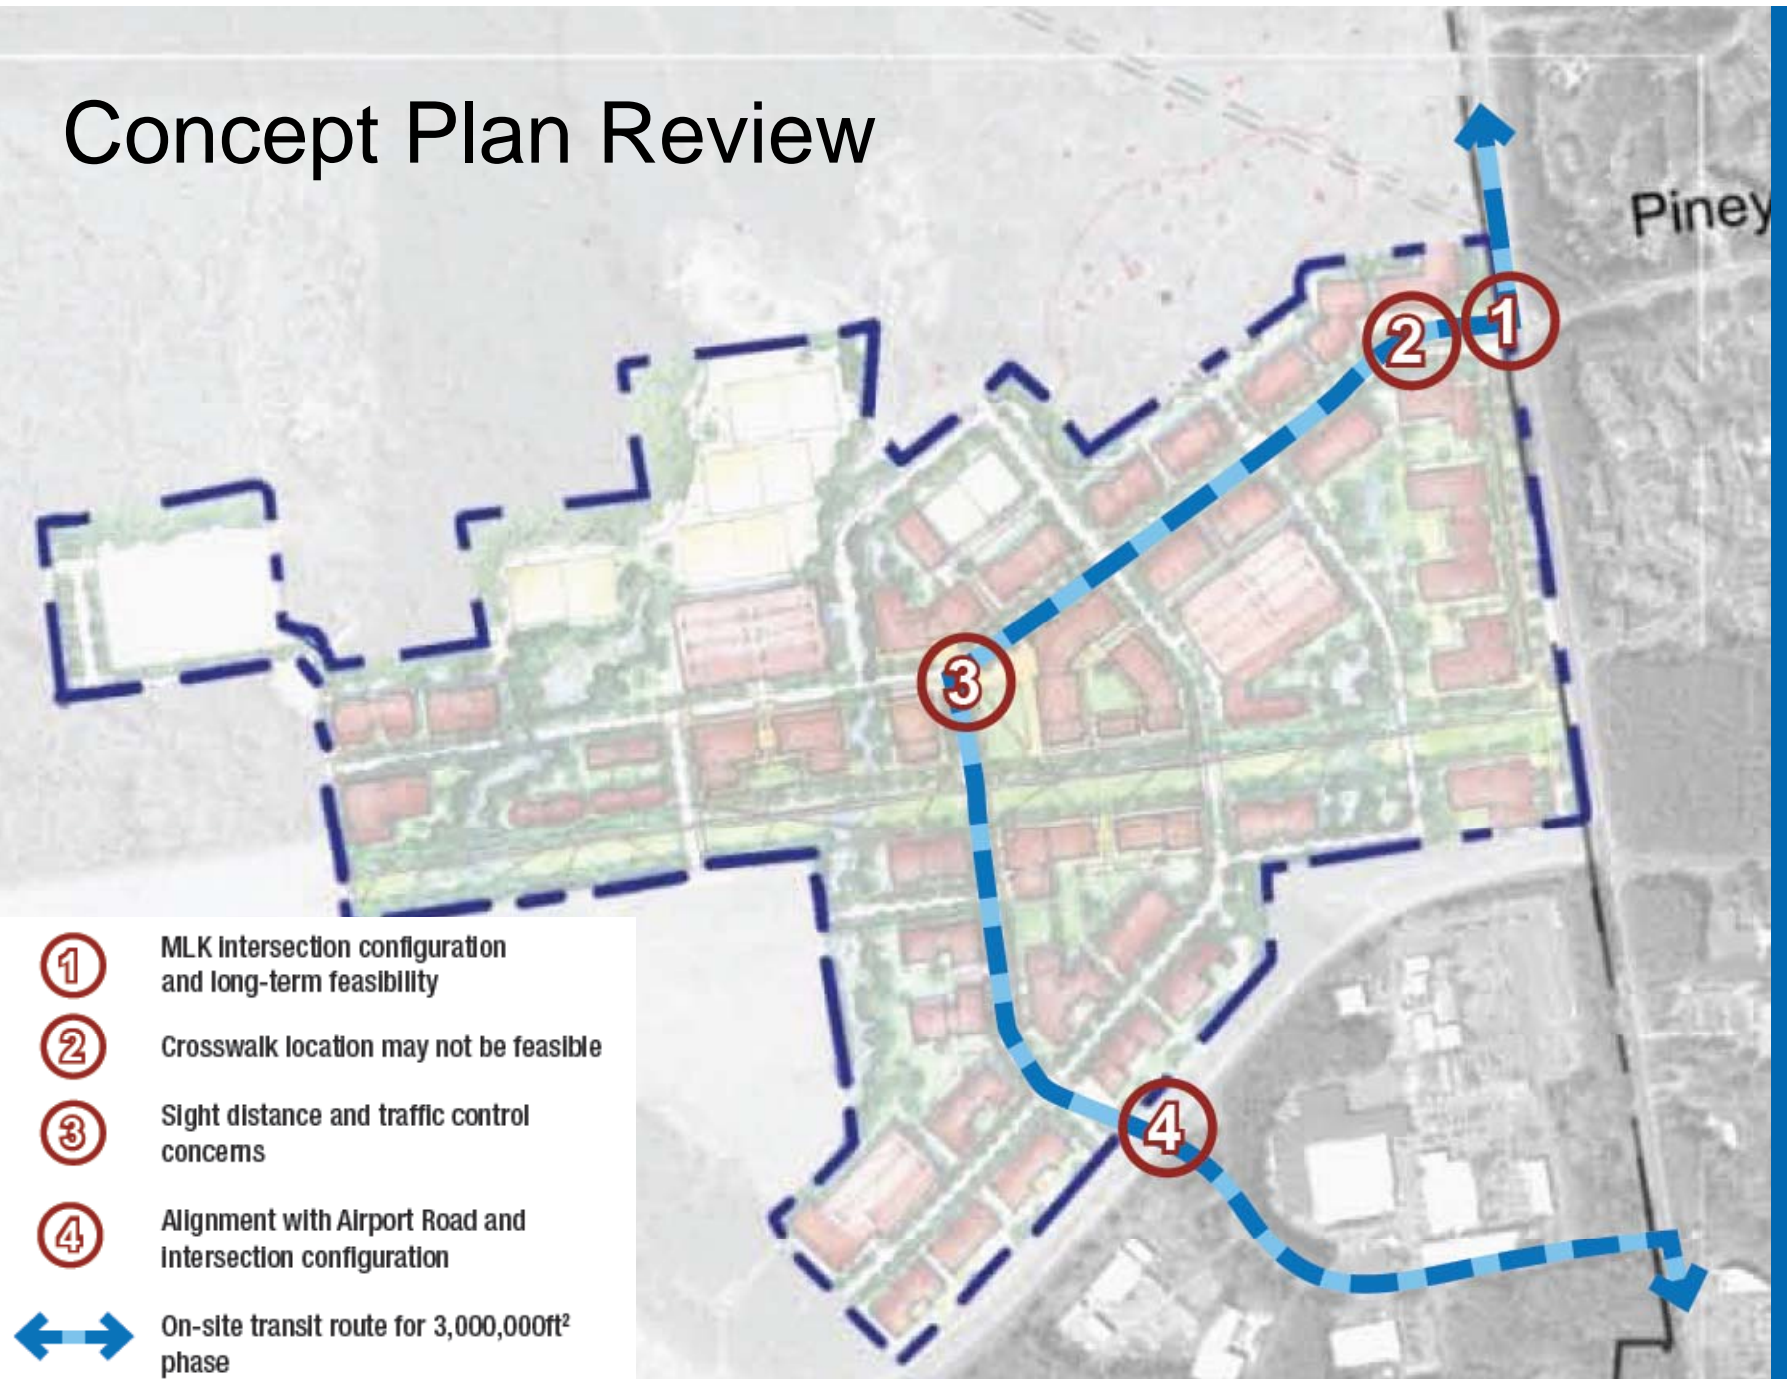 Concept Plan Review
Piney
1
2
3
4
1
MLK intersection configuration
and long-term feasibility
2
Crosswalk location may not be feasible
3
Sight distance and traffic control
concerns
4
Alignment with Airport Road and
intersection configuration
On-site transit route for 3,000,000ft²
phase